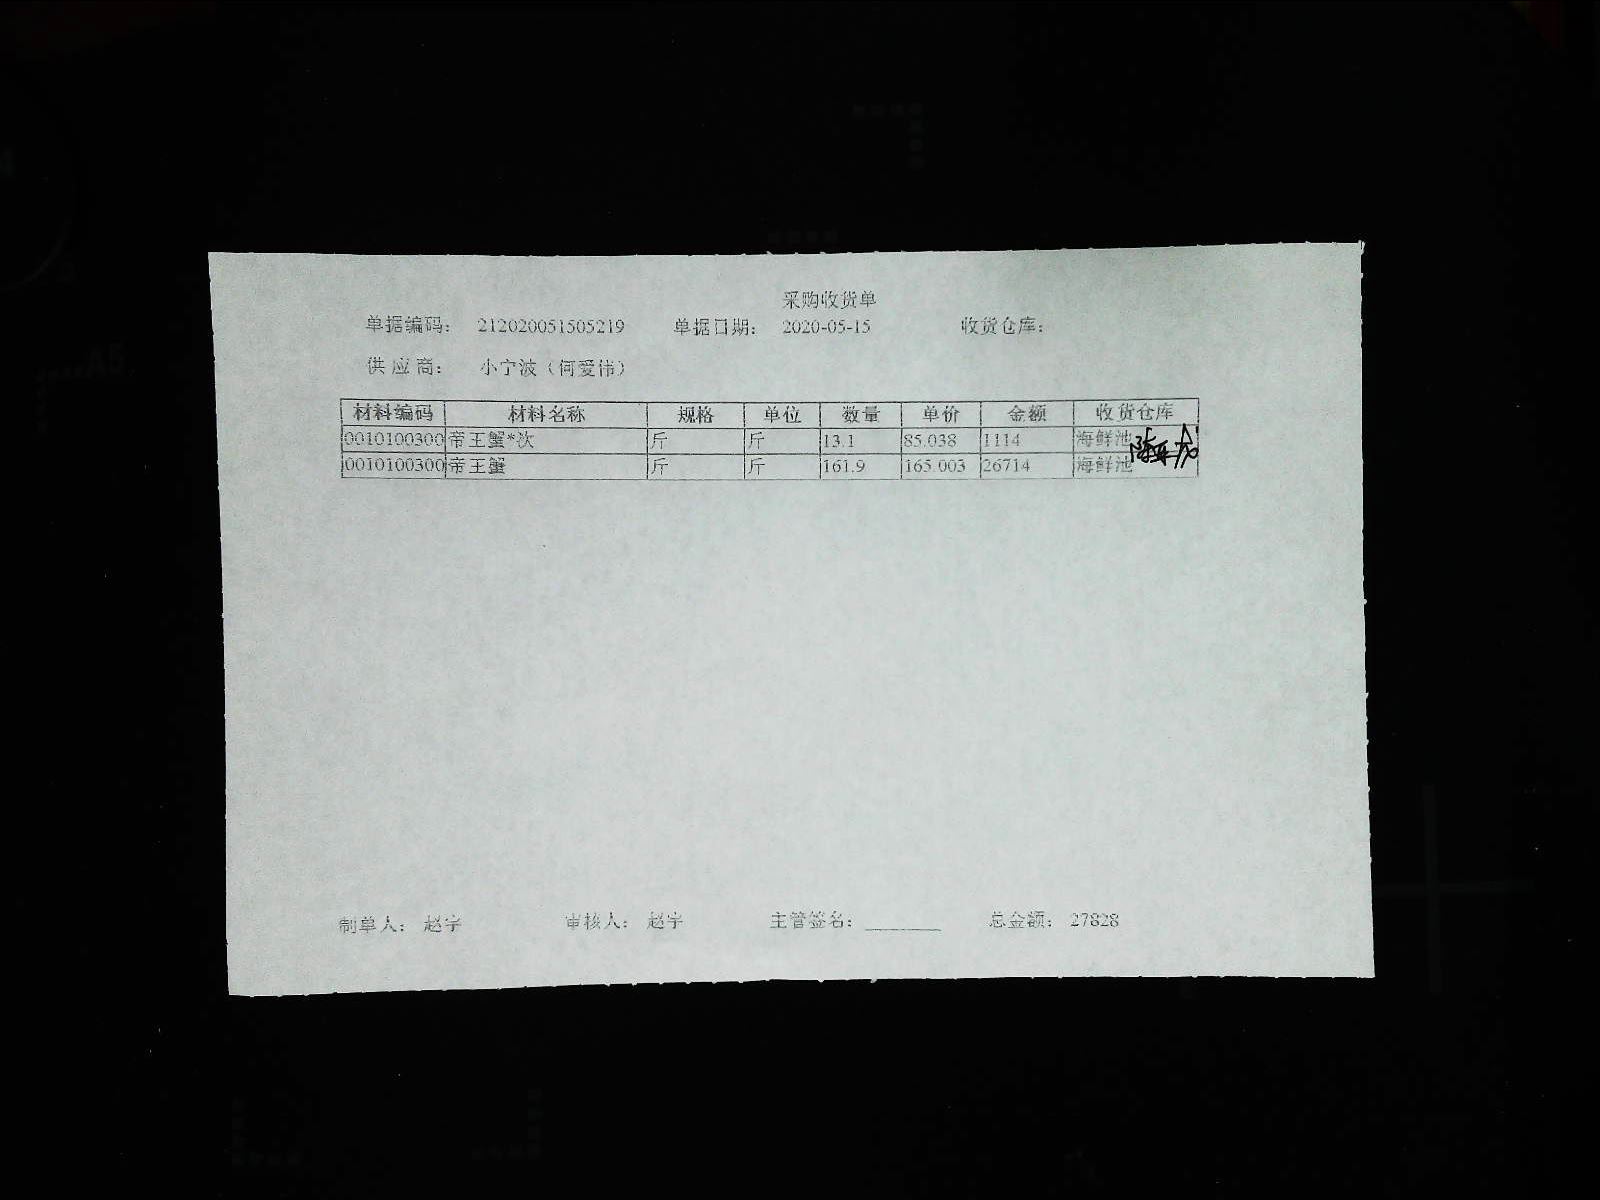 采购收货单
单据编码: 212020051505219 单据日期: 2020-05-15 收货仓库:
供应商: 小宁波（何爱伟）
材料编码 材料名称 规格 单位 数量 单价 金额 收货仓库
0010100300 帝王蟹*次 斤 斤 13.1 85.038 1114 海鲜池
0010100300 帝王蟹 斤 斤 161.9 165.003 26714 海鲜池
制单人: 赵宇 审核人: 赵宇 主管签名: 总金额: 27828